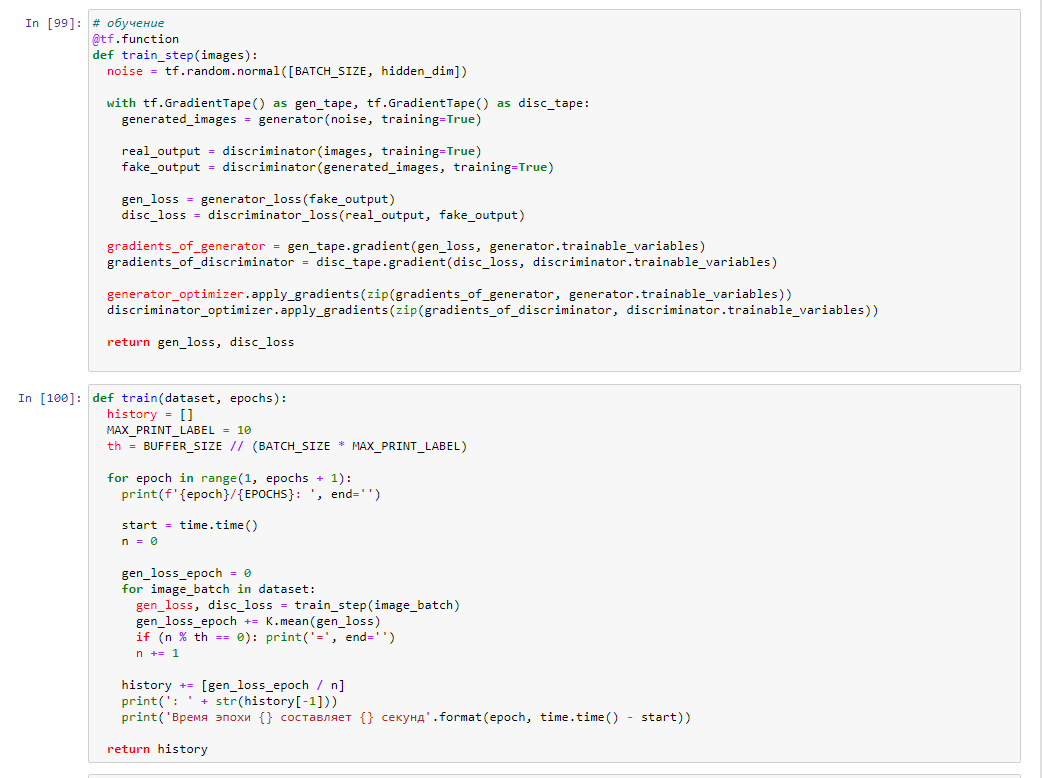 In [99]: # обучение
@tf.function
def train_step(images):
  noise = tf.random.normal([BATCH_SIZE, hidden_dim])

  with tf.GradientTape() as gen_tape, tf.GradientTape() as disc_tape:
    generated_images = generator(noise, training=True)

    real_output = discriminator(images, training=True)
    fake_output = discriminator(generated_images, training=True)

    gen_loss = generator_loss(fake_output)
    disc_loss = discriminator_loss(real_output, fake_output)

  gradients_of_generator = gen_tape.gradient(gen_loss, generator.trainable_variables)
  gradients_of_discriminator = disc_tape.gradient(disc_loss, discriminator.trainable_variables)

  generator_optimizer.apply_gradients(zip(gradients_of_generator, generator.trainable_variables))
  discriminator_optimizer.apply_gradients(zip(gradients_of_discriminator, discriminator.trainable_variables))

  return gen_loss, disc_loss

In [100]: def train(dataset, epochs):
  history = []
  MAX_PRINT_LABEL = 10
  th = BUFFER_SIZE // (BATCH_SIZE * MAX_PRINT_LABEL)

  for epoch in range(1, epochs + 1):
    print(f'{epoch}/{EPOCHS}: ', end='')

    start = time.time()
    n = 0

    gen_loss_epoch = 0
    for image_batch in dataset:
      gen_loss, disc_loss = train_step(image_batch)
      gen_loss_epoch += K.mean(gen_loss)
      if (n % th == 0): print('=', end='')
      n += 1

    history += [gen_loss_epoch / n]
    print(': ' + str(history[-1]))
    print('Время эпохи {} составляет {} секунд'.format(epoch, time.time() - start))

  return history